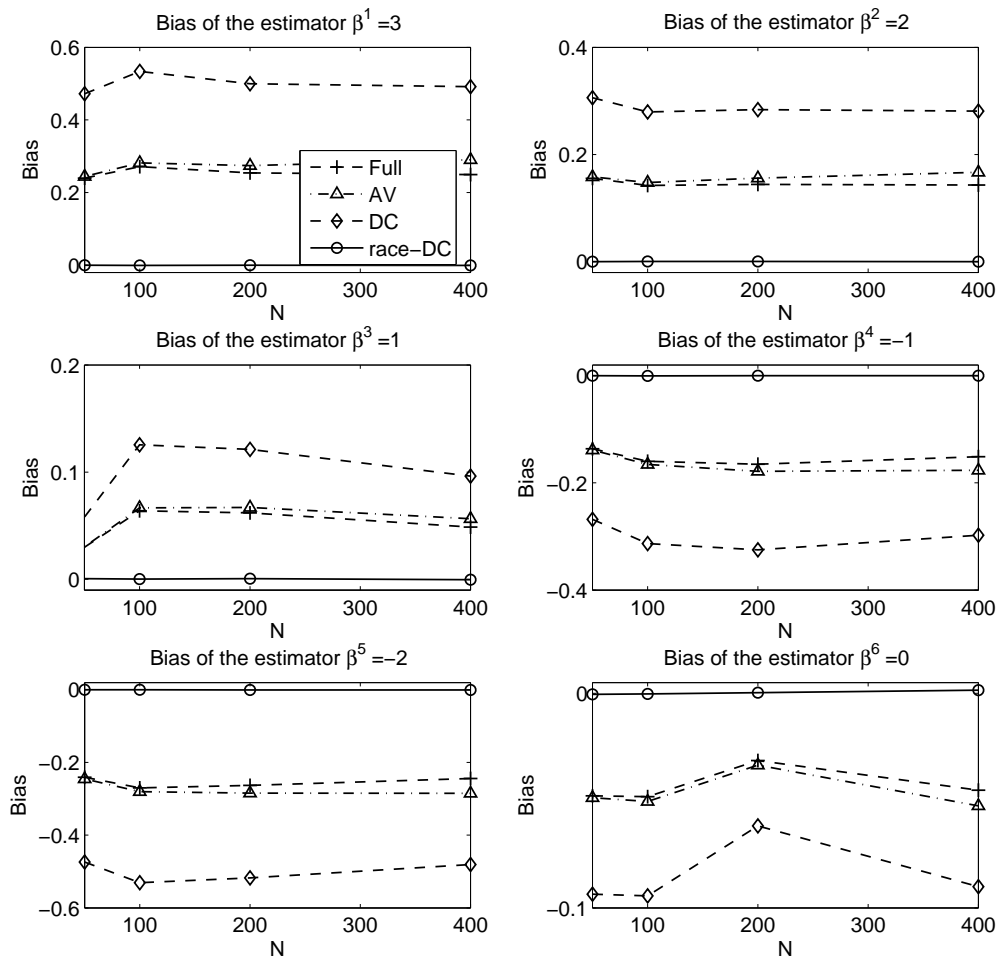 Bias of the estimator β¹ =3
0.6
0.4
0.2
0
Bias
Full
AV
DC
race−DC
100 200 300 400
N
Bias of the estimator β² =2
0.4
0.2
0
Bias
100 200 300 400
N
Bias of the estimator β³ =1
0.2
0.1
0
Bias
100 200 300 400
N
Bias of the estimator β⁴ =−1
0
−0.2
−0.4
Bias
100 200 300 400
N
Bias of the estimator β⁵ =−2
0
−0.2
−0.4
−0.6
Bias
100 200 300 400
N
Bias of the estimator β⁶ =0
0
−0.1
Bias
100 200 300 400
N